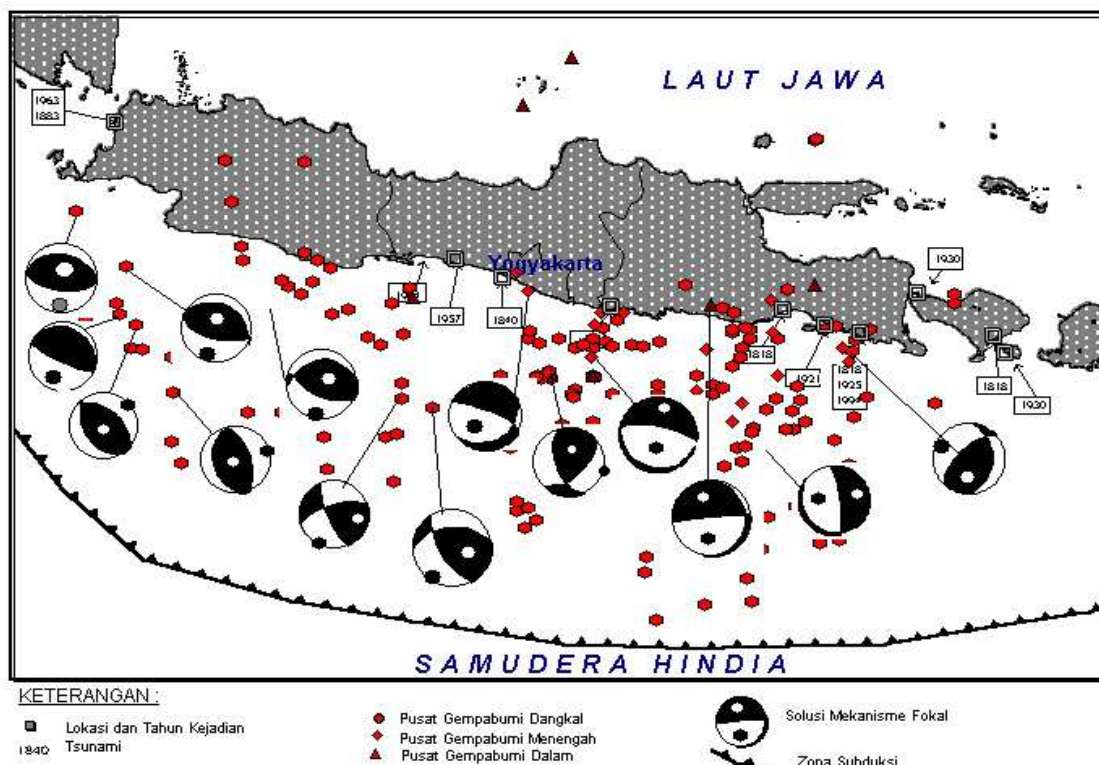 LAUT JAWA
1963
1883
Yogyakarta
1957
1840
1930
1818
1921
1818
1925
1994
1818
1930
SAMUDERA HINDIA
KETERANGAN :
Lokasi dan Tahun Kejadian
1840 Tsunami
Pusat Gempabumi Dangkal
Pusat Gempabumi Menengah
Pusat Gempabumi Dalam
Solusi Mekanisme Fokal
Zona Subduksi